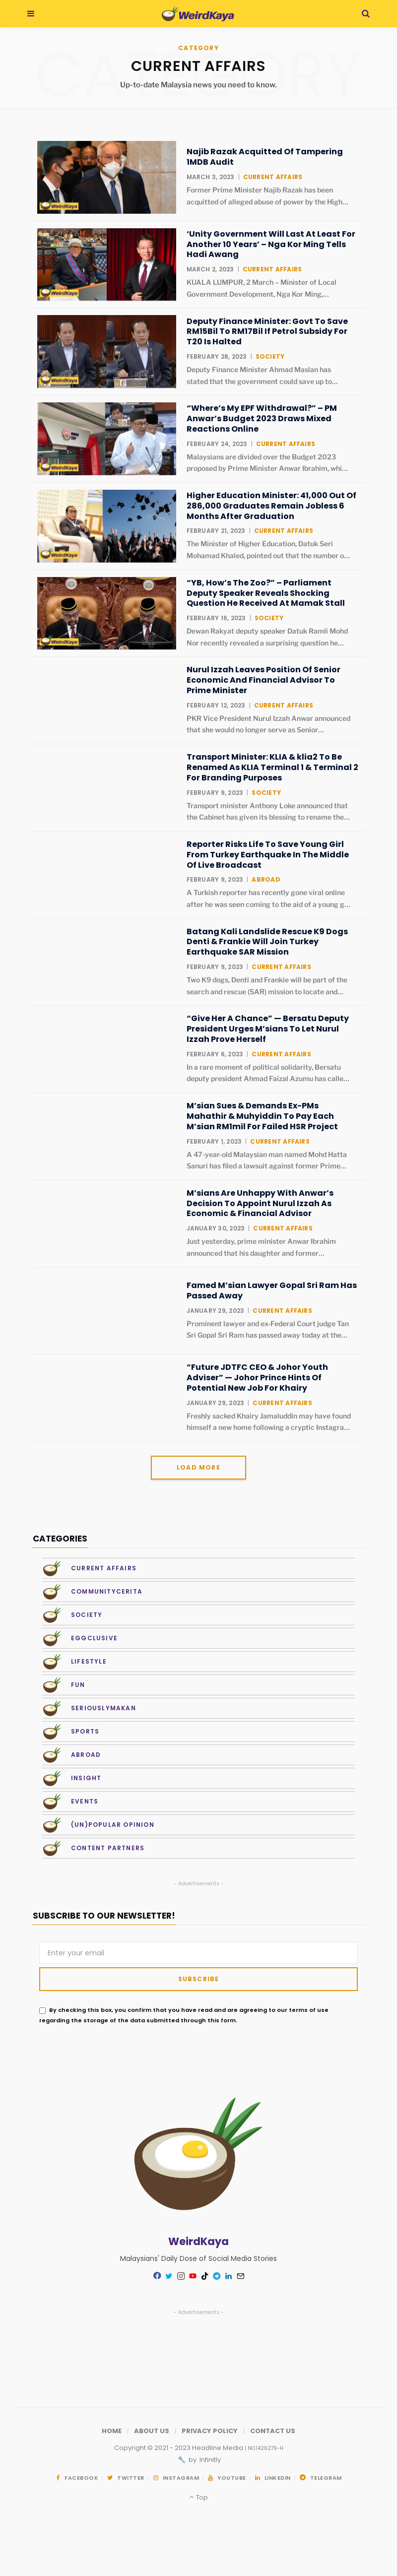 WeirdKaya
CATEGORY
CATEGORY
CURRENT AFFAIRS
Up-to-date Malaysia news you need to know.
WeirdKaya
Najib Razak Acquitted Of Tampering
1MDB Audit
MARCH 3, 2023 | CURRENT AFFAIRS
Former Prime Minister Najib Razak has been
acquitted of alleged abuse of power by the High...
WeirdKaya
‘Unity Government Will Last At Least For
Another 10 Years’ – Nga Kor Ming Tells
Hadi Awang
MARCH 2, 2023 | CURRENT AFFAIRS
KUALA LUMPUR, 2 March – Minister of Local
Government Development, Nga Kor Ming,...
WeirdKaya
Deputy Finance Minister: Govt To Save
RM15Bil To RM17Bil If Petrol Subsidy For
T20 Is Halted
FEBRUARY 28, 2023 | SOCIETY
Deputy Finance Minister Ahmad Maslan has
stated that the government could save up to...
WeirdKaya
“Where’s My EPF Withdrawal?” – PM
Anwar’s Budget 2023 Draws Mixed
Reactions Online
FEBRUARY 24, 2023 | CURRENT AFFAIRS
Malaysians are divided over the Budget 2023
proposed by Prime Minister Anwar Ibrahim, whi...
WeirdKaya
Higher Education Minister: 41,000 Out Of
286,000 Graduates Remain Jobless 6
Months After Graduation
FEBRUARY 21, 2023 | CURRENT AFFAIRS
The Minister of Higher Education, Datuk Seri
Mohamad Khaled, pointed out that the number o...
WeirdKaya
“YB, How’s The Zoo?” – Parliament
Deputy Speaker Reveals Shocking
Question He Received At Mamak Stall
FEBRUARY 16, 2023 | SOCIETY
Dewan Rakyat deputy speaker Datuk Ramli Mohd
Nor recently revealed a surprising question he...
Nurul Izzah Leaves Position Of Senior
Economic And Financial Advisor To
Prime Minister
FEBRUARY 12, 2023 | CURRENT AFFAIRS
PKR Vice President Nurul Izzah Anwar announced
that she would no longer serve as Senior...
Transport Minister: KLIA & klia2 To Be
Renamed As KLIA Terminal 1 & Terminal 2
For Branding Purposes
FEBRUARY 9, 2023 | SOCIETY
Transport minister Anthony Loke announced that
the Cabinet has given its blessing to rename the...
Reporter Risks Life To Save Young Girl
From Turkey Earthquake In The Middle
Of Live Broadcast
FEBRUARY 9, 2023 | ABROAD
A Turkish reporter has recently gone viral online
after he was seen coming to the aid of a young g...
Batang Kali Landslide Rescue K9 Dogs
Denti & Frankie Will Join Turkey
Earthquake SAR Mission
FEBRUARY 9, 2023 | CURRENT AFFAIRS
Two K9 dogs, Denti and Frankie will be part of the
search and rescue (SAR) mission to locate and...
“Give Her A Chance” — Bersatu Deputy
President Urges M’sians To Let Nurul
Izzah Prove Herself
FEBRUARY 6, 2023 | CURRENT AFFAIRS
In a rare moment of political solidarity, Bersatu
deputy president Ahmad Faizal Azumu has calle...
M’sian Sues & Demands Ex-PMs
Mahathir & Muhyiddin To Pay Each
M’sian RM1mil For Failed HSR Project
FEBRUARY 1, 2023 | CURRENT AFFAIRS
A 47-year-old Malaysian man named Mohd Hatta
Sanuri has filed a lawsuit against former Prime...
M’sians Are Unhappy With Anwar’s
Decision To Appoint Nurul Izzah As
Economic & Financial Advisor
JANUARY 30, 2023 | CURRENT AFFAIRS
Just yesterday, prime minister Anwar Ibrahim
announced that his daughter and former...
Famed M’sian Lawyer Gopal Sri Ram Has
Passed Away
JANUARY 29, 2023 | CURRENT AFFAIRS
Prominent lawyer and ex-Federal Court judge Tan
Sri Gopal Sri Ram has passed away today at the...
“Future JDTFC CEO & Johor Youth
Adviser” — Johor Prince Hints Of
Potential New Job For Khairy
JANUARY 29, 2023 | CURRENT AFFAIRS
Freshly sacked Khairy Jamaluddin may have found
himself a new home following a cryptic Instagra...
LOAD MORE
CATEGORIES
CURRENT AFFAIRS
COMMUNITYCERITA
SOCIETY
EGGCLUSIVE
LIFESTYLE
FUN
SERIOUSLYMAKAN
SPORTS
ABROAD
INSIGHT
EVENTS
(UN)POPULAR OPINION
CONTENT PARTNERS
- Advertisements -
SUBSCRIBE TO OUR NEWSLETTER!
Enter your email
SUBSCRIBE
By checking this box, you confirm that you have read and are agreeing to our terms of use
regarding the storage of the data submitted through this form.
WeirdKaya
Malaysians' Daily Dose of Social Media Stories
- Advertisements -
HOME / ABOUT US / PRIVACY POLICY / CONTACT US
Copyright © 2021 - 2023 Headline Media | NO.1426279-H
by Infinitly
FACEBOOK / TWITTER / INSTAGRAM / YOUTUBE / LINKEDIN / TELEGRAM
Top